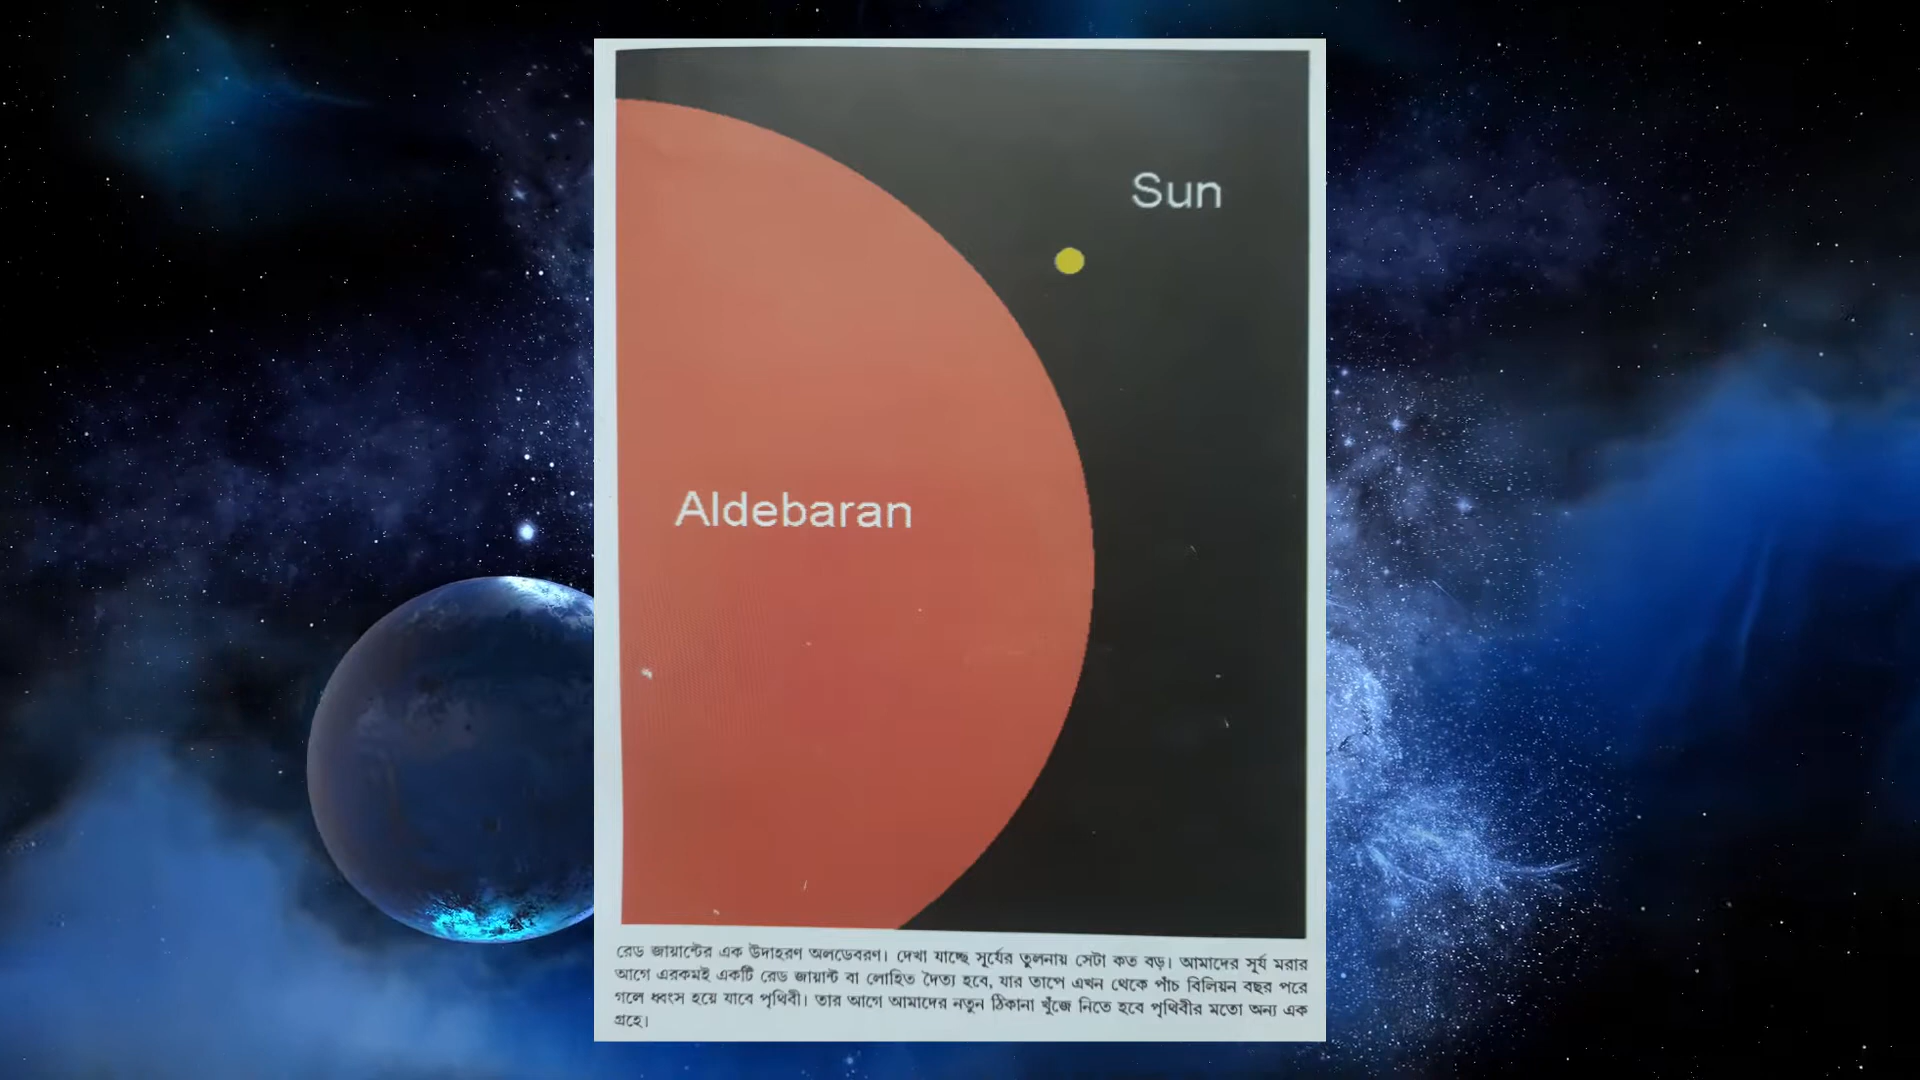 Sun
Aldebaran
রেড জায়ান্টের এক উদাহরণ অলডেবরণ। দেখা যাচ্ছে সূর্যের তুলনায় সেটা কত বড়। আমাদের সূর্য মরার
আগে এরকমই একটি রেড জায়ান্ট বা লোহিত দৈত্য হবে, যার তাপে এখন থেকে পাঁচ বিলিয়ন বছর পরে
গলে ধ্বংস হয়ে যাবে পৃথিবী। তার আগে আমাদের নতুন ঠিকানা খুঁজে নিতে হবে পৃথিবীর মতো অন্য এক
গ্রহে।